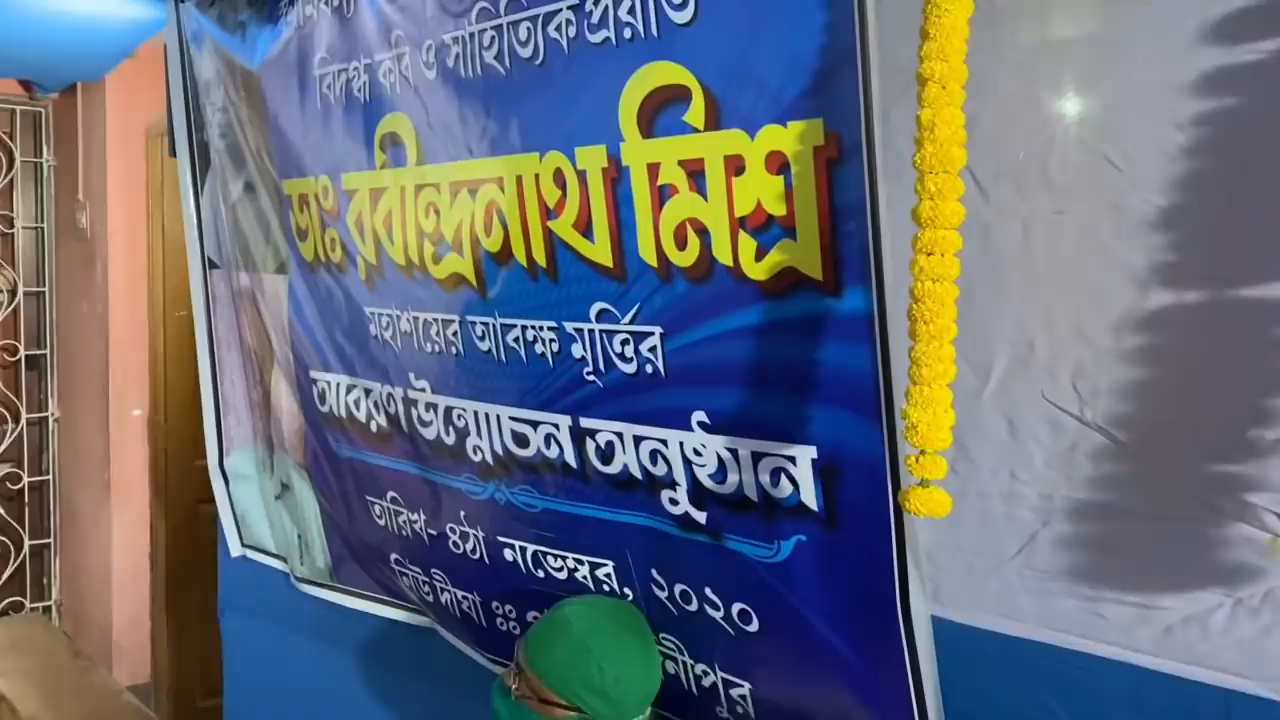 বিদগ্ধ কবি ও সাহিত্যিক প্রয়াত
ডাঃ রবীন্দ্রনাথ মিশ্র
মহাশয়ের আবক্ষ মূর্ত্তির
আবরণ উন্মোচন অনুষ্ঠান
তারিখ- ৪ঠা নভেম্বর, ২০২০
নিউ দীঘা ঃঃ